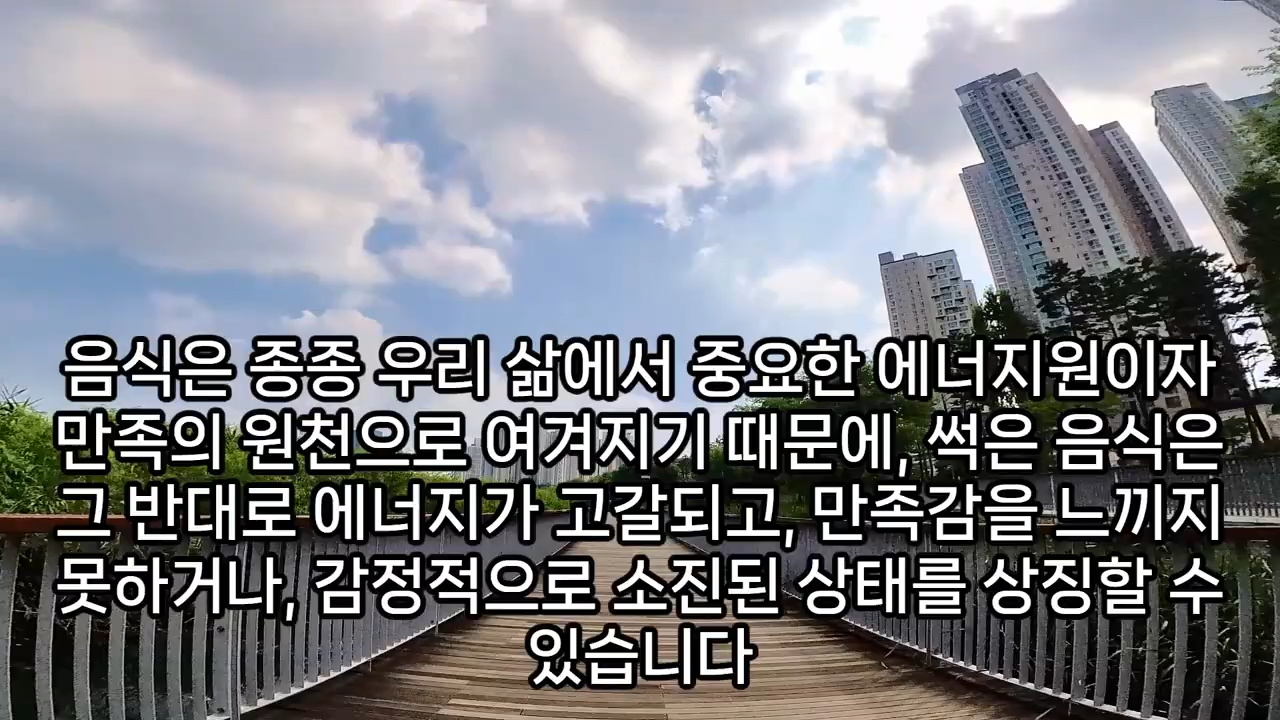 음식은 종종 우리 삶에서 중요한 에너지원이자
만족의 원천으로 여겨지기 때문에, 썩은 음식은
그 반대로 에너지가 고갈되고, 만족감을 느끼지
못하거나, 감정적으로 소진된 상태를 상징할 수
있습니다